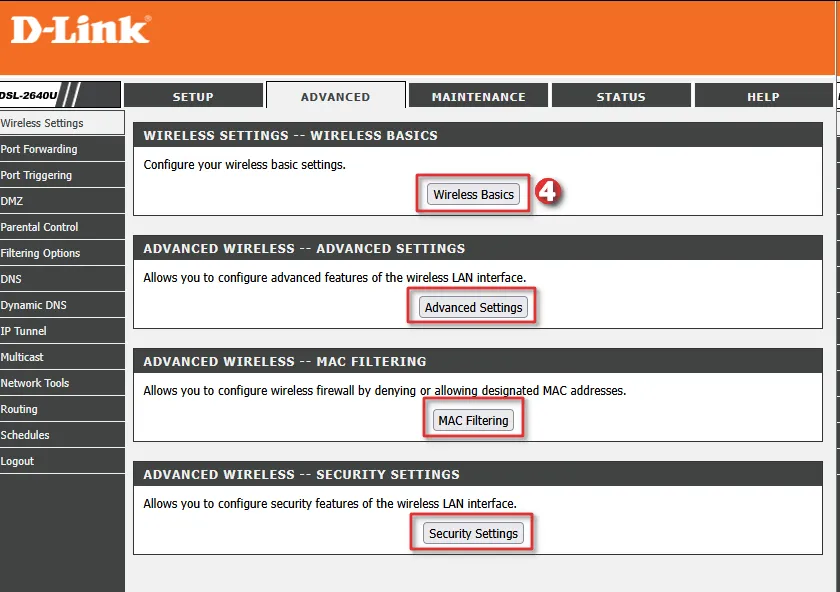 D-Link
DSL-2640U
SETUP
ADVANCED
MAINTENANCE
STATUS
HELP
Wireless Settings
Port Forwarding
Port Triggering
DMZ
Parental Control
Filtering Options
DNS
Dynamic DNS
IP Tunnel
Multicast
Network Tools
Routing
Schedules
Logout
WIRELESS SETTINGS -- WIRELESS BASICS
Configure your wireless basic settings.
Wireless Basics
4
ADVANCED WIRELESS -- ADVANCED SETTINGS
Allows you to configure advanced features of the wireless LAN interface.
Advanced Settings
ADVANCED WIRELESS -- MAC FILTERING
Allows you to configure wireless firewall by denying or allowing designated MAC addresses.
MAC Filtering
ADVANCED WIRELESS -- SECURITY SETTINGS
Allows you to configure security features of the wireless LAN interface.
Security Settings